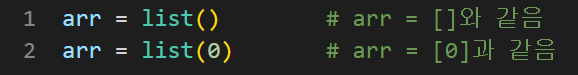 1 arr = list() # arr = []와 같음
2 arr = list(0) # arr = [0]과 같음